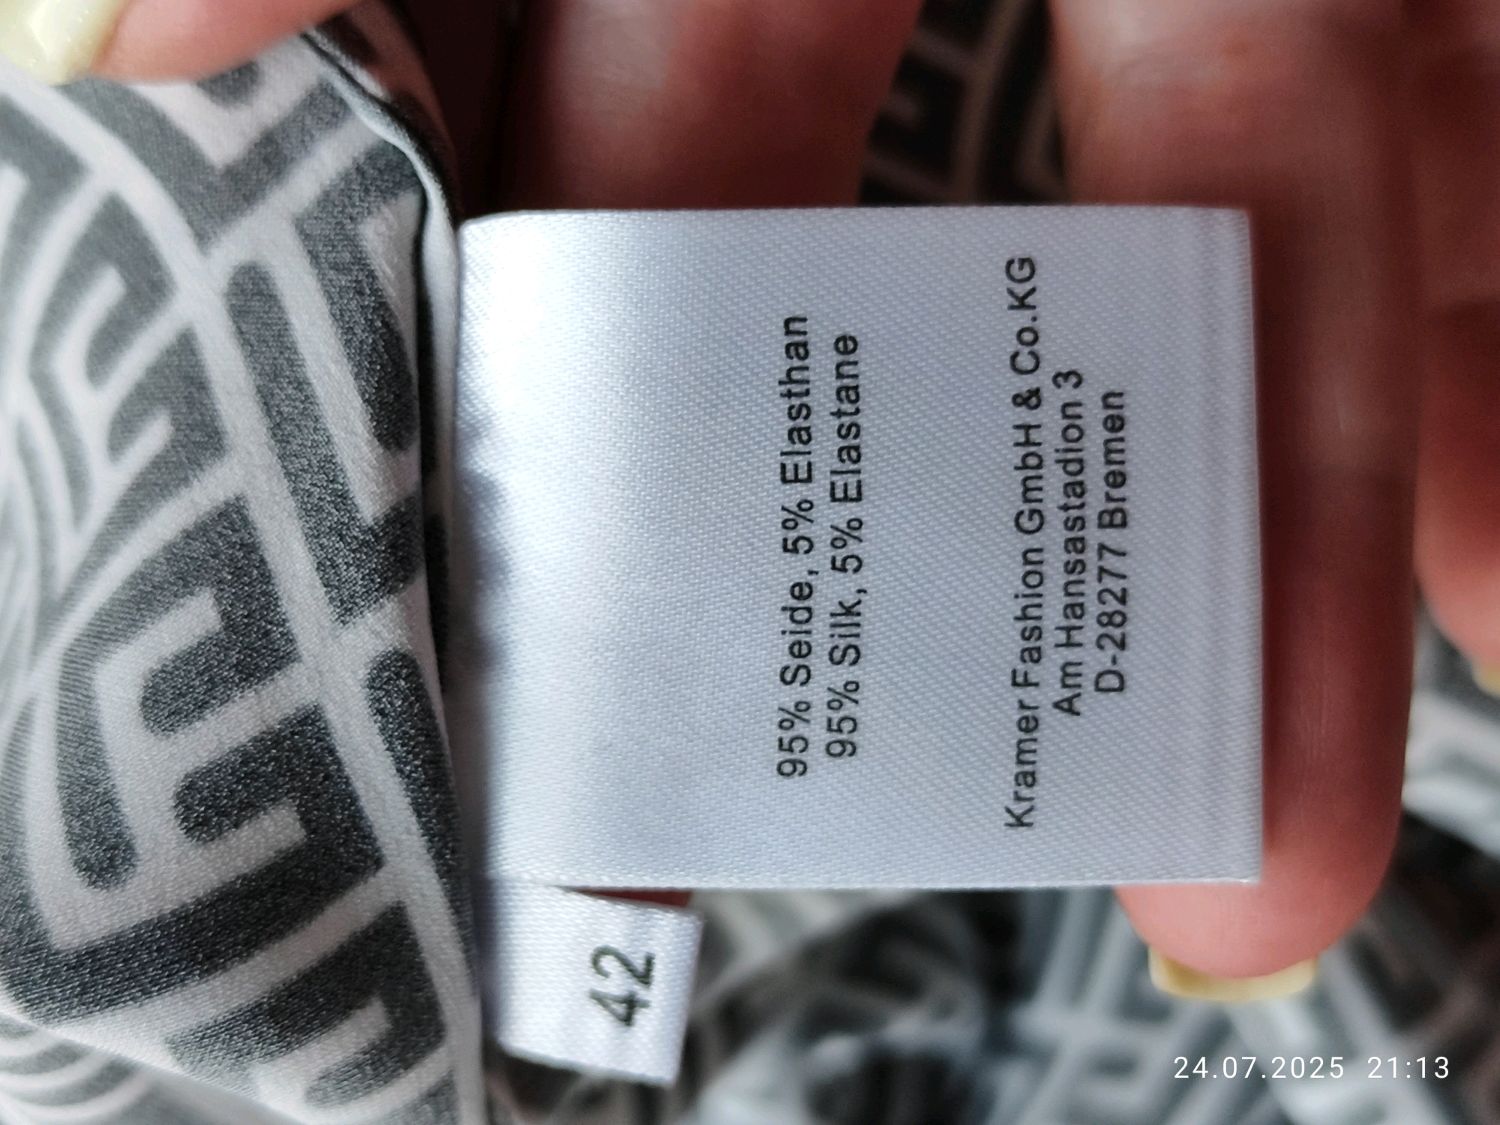 95% Seide, 5% Elasthan
95% Silk, 5% Elastane
Kramer Fashion GmbH & Co.KG
Am Hansastadion 3
D-28277 Bremen
42
24.07.2025 21:13